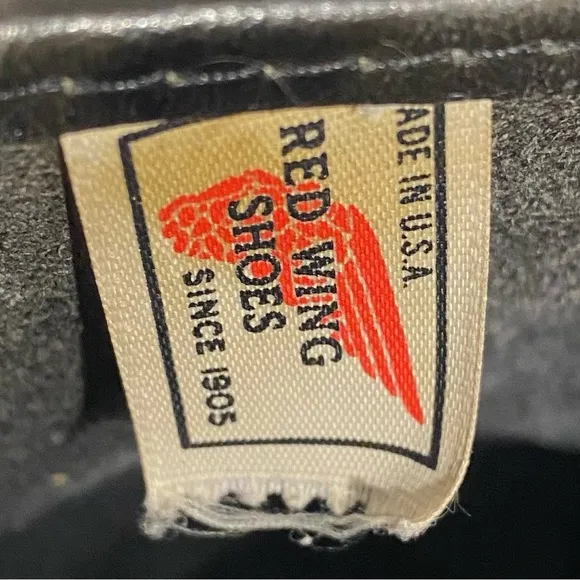 ADE IN U.S.A.
RED WING
SHOES
SINCE 1905